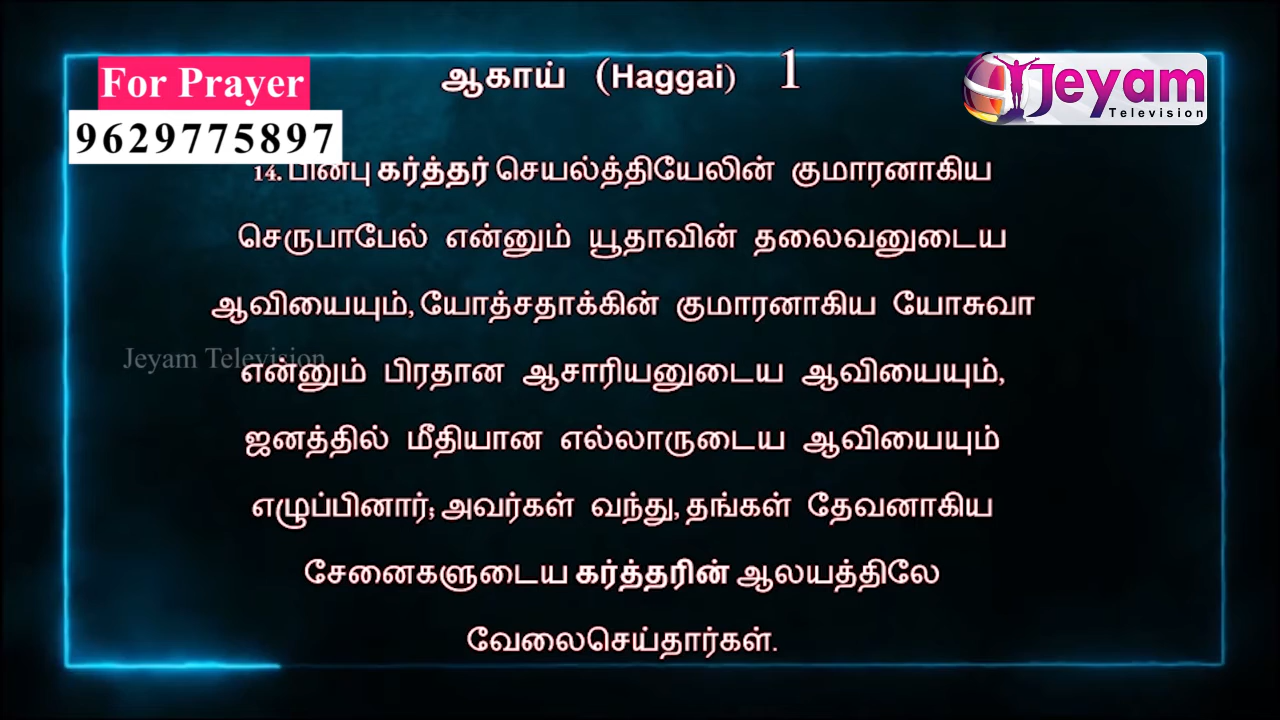 ஆகாய் (Haggai) 1
For Prayer
9629775897
Jeyam
Television
14. பின்பு கர்த்தர் செயல்த்தியேலின் குமாரனாகிய
செருபாபேல் என்னும் யூதாவின் தலைவனுடைய
ஆவியையும், யோத்சதாக்கின் குமாரனாகிய யோசுவா
Jeyam Television
என்னும் பிரதான ஆசாரியனுடைய ஆவியையும்,
ஜனத்தில் மீதியான எல்லாருடைய ஆவியையும்
எழுப்பினார்; அவர்கள் வந்து, தங்கள் தேவனாகிய
சேனைகளுடைய கர்த்தரின் ஆலயத்திலே
வேலைசெய்தார்கள்.